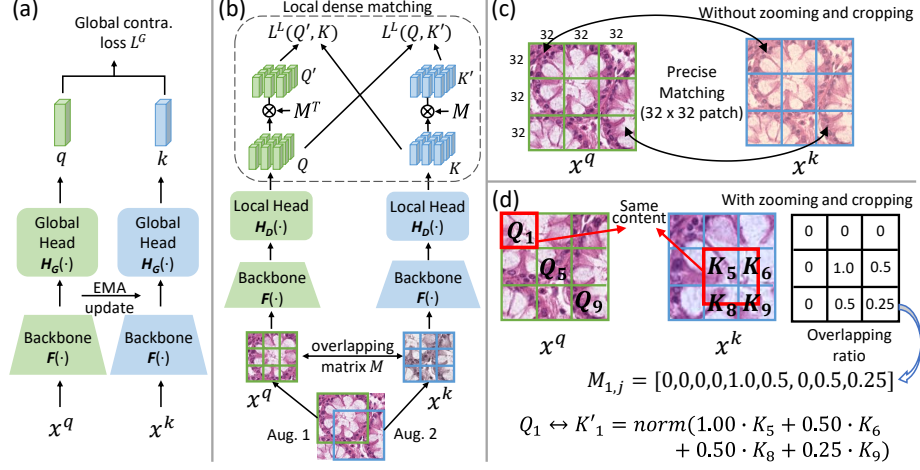 (a)
Global contra.
loss L^G
q
k
Global
Head
H_G(·)
Global
Head
H_G(·)
EMA
update
Backbone
F(·)
Backbone
F(·)
x^q
x^k
(b)
Local dense matching
L^L(Q′, K)
L^L(Q, K′)
Q′
K′
M^T
M
Q
K
Local Head
H_D(·)
Local Head
H_D(·)
Backbone
F(·)
Backbone
F(·)
overlapping
matrix M
x^q
x^k
Aug. 1
Aug. 2
(c)
Without zooming and cropping
32 32 32
32
32
32
Precise
Matching
(32 x 32 patch)
x^q
x^k
(d)
With zooming and cropping
Same
content
Q_1
Q_5
Q_9
K_5 K_6
K_8 K_9
0 0 0
0 1.0 0.5
0 0.5 0.25
x^q
x^k
Overlapping
ratio
M_{1,j} = [0,0,0,0,1.0,0.5, 0,0.5,0.25]
Q_1 ↔ K′_1 = norm(1.00 · K_5 + 0.50 · K_6
+ 0.50 · K_8 + 0.25 · K_9)